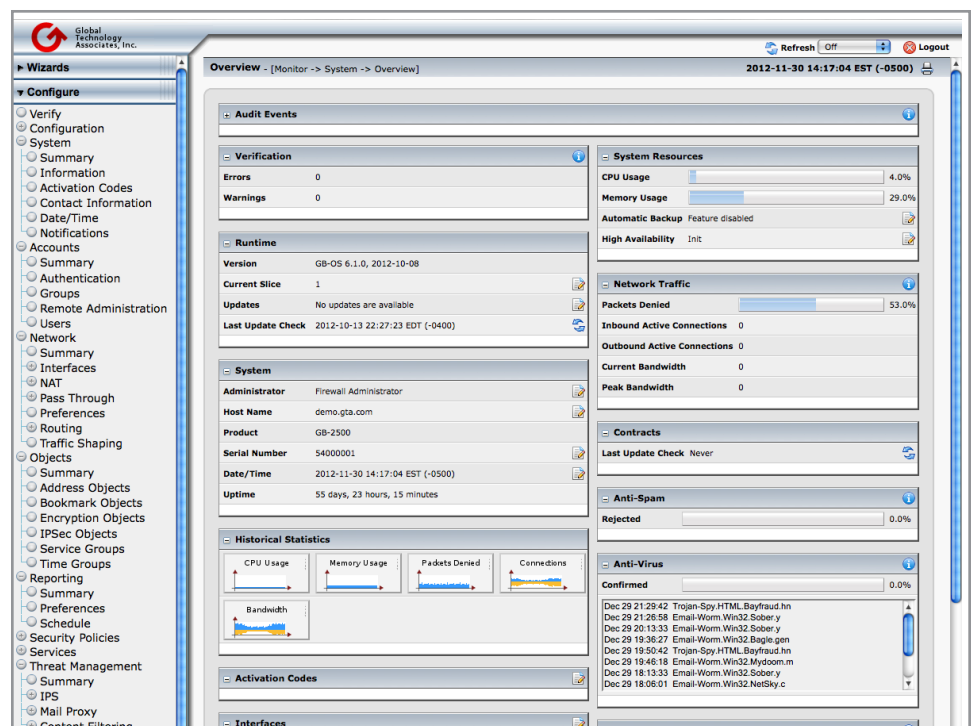 Global
Technology
Associates, Inc.
Refresh Off Logout
Wizards
Configure
Verify
Configuration
System
Summary
Information
Activation Codes
Contact Information
Date/Time
Notifications
Accounts
Summary
Authentication
Groups
Remote Administration
Users
Network
Summary
Interfaces
NAT
Pass Through
Preferences
Routing
Traffic Shaping
Objects
Summary
Address Objects
Bookmark Objects
Encryption Objects
IPSec Objects
Service Groups
Time Groups
Reporting
Summary
Preferences
Schedule
Security Policies
Services
Threat Management
Summary
IPS
Mail Proxy
Content Filtering
Overview - [Monitor -> System -> Overview] 2012-11-30 14:17:04 EST (-0500)
Audit Events
Verification
Errors 0
Warnings 0
Runtime
Version GB-OS 6.1.0, 2012-10-08
Current Slice 1
Updates No updates are available
Last Update Check 2012-10-13 22:27:23 EDT (-0400)
System
Administrator Firewall Administrator
Host Name demo.gta.com
Product GB-2500
Serial Number 54000001
Date/Time 2012-11-30 14:17:04 EST (-0500)
Uptime 55 days, 23 hours, 15 minutes
Historical Statistics
CPU Usage Memory Usage Packets Denied Connections
Bandwidth
Activation Codes
Interfaces
System Resources
CPU Usage 4.0%
Memory Usage 29.0%
Automatic Backup Feature disabled
High Availability Init
Network Traffic
Packets Denied 53.0%
Inbound Active Connections 0
Outbound Active Connections 0
Current Bandwidth 0
Peak Bandwidth 0
Contracts
Last Update Check Never
Anti-Spam
Rejected 0.0%
Anti-Virus
Confirmed 0.0%
Dec 29 21:29:42 Trojan-Spy.HTML.Bayfraud.hn
Dec 29 21:26:58 Email-Worm.Win32.Sober.y
Dec 29 20:13:33 Email-Worm.Win32.Sober.y
Dec 29 19:36:27 Email-Worm.Win32.Bagle.gen
Dec 29 19:50:42 Trojan-Spy.HTML.Bayfraud.hn
Dec 29 19:46:18 Email-Worm.Win32.Mydoom.m
Dec 29 18:13:33 Email-Worm.Win32.Sober.y
Dec 29 18:06:01 Email-Worm.Win32.NetSky.c